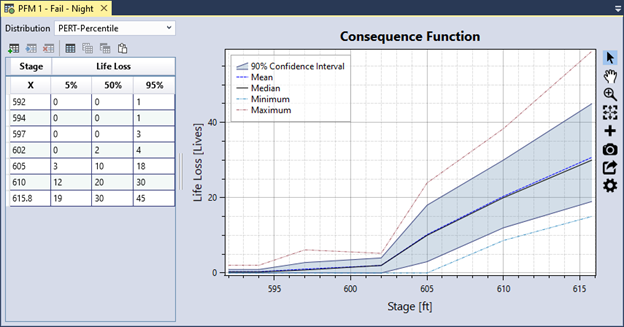 PFM 1 - Fail - Night
Distribution PERT-Percentile
Stage Life Loss
X 5% 50% 95%
592 0 0 1
594 0 0 1
597 0 0 3
602 0 2 4
605 3 10 18
610 12 20 30
615.8 19 30 45
Consequence Function
90% Confidence Interval
Mean
Median
Minimum
Maximum
Life Loss [Lives]
40
20
0
595 600 605 610 615
Stage [ft]